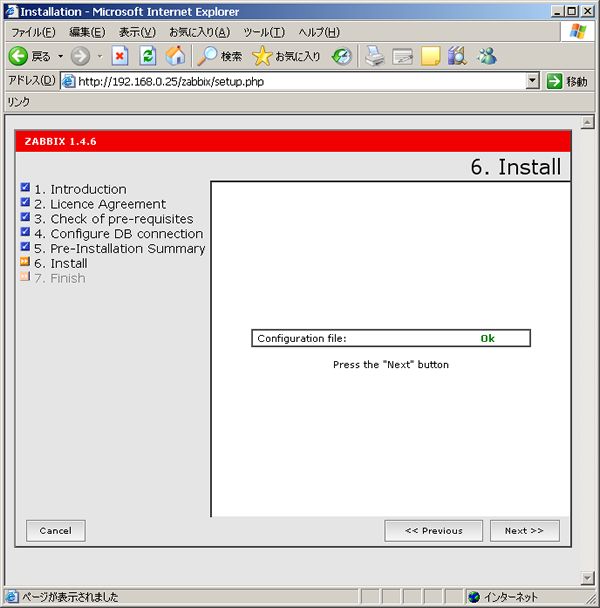 Installation - Microsoft Internet Explorer
ファイル(F) 編集(E) 表示(V) お気に入り(A) ツール(T) ヘルプ(H)
戻る 検索 お気に入り
アドレス(D) http://192.168.0.25/zabbix/setup.php 移動
リンク
ZABBIX 1.4.6
6. Install
1. Introduction
2. Licence Agreement
3. Check of pre-requisites
4. Configure DB connection
5. Pre-Installation Summary
6. Install
7. Finish
Configuration file: Ok
Press the "Next" button
Cancel << Previous Next >>
ページが表示されました インターネット